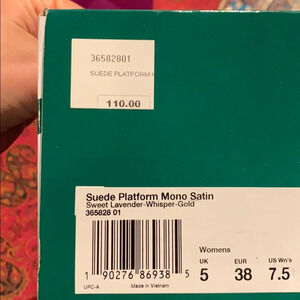 36582801
SUEDE PLATFORM
110.00
Suede Platform Mono Satin
Sweet Lavender-Whisper-Gold
365828 01
Womens
UK EUR US Wn's
5 38 7.5
1 90276 86938 5
UPC-A Made in Vietnam